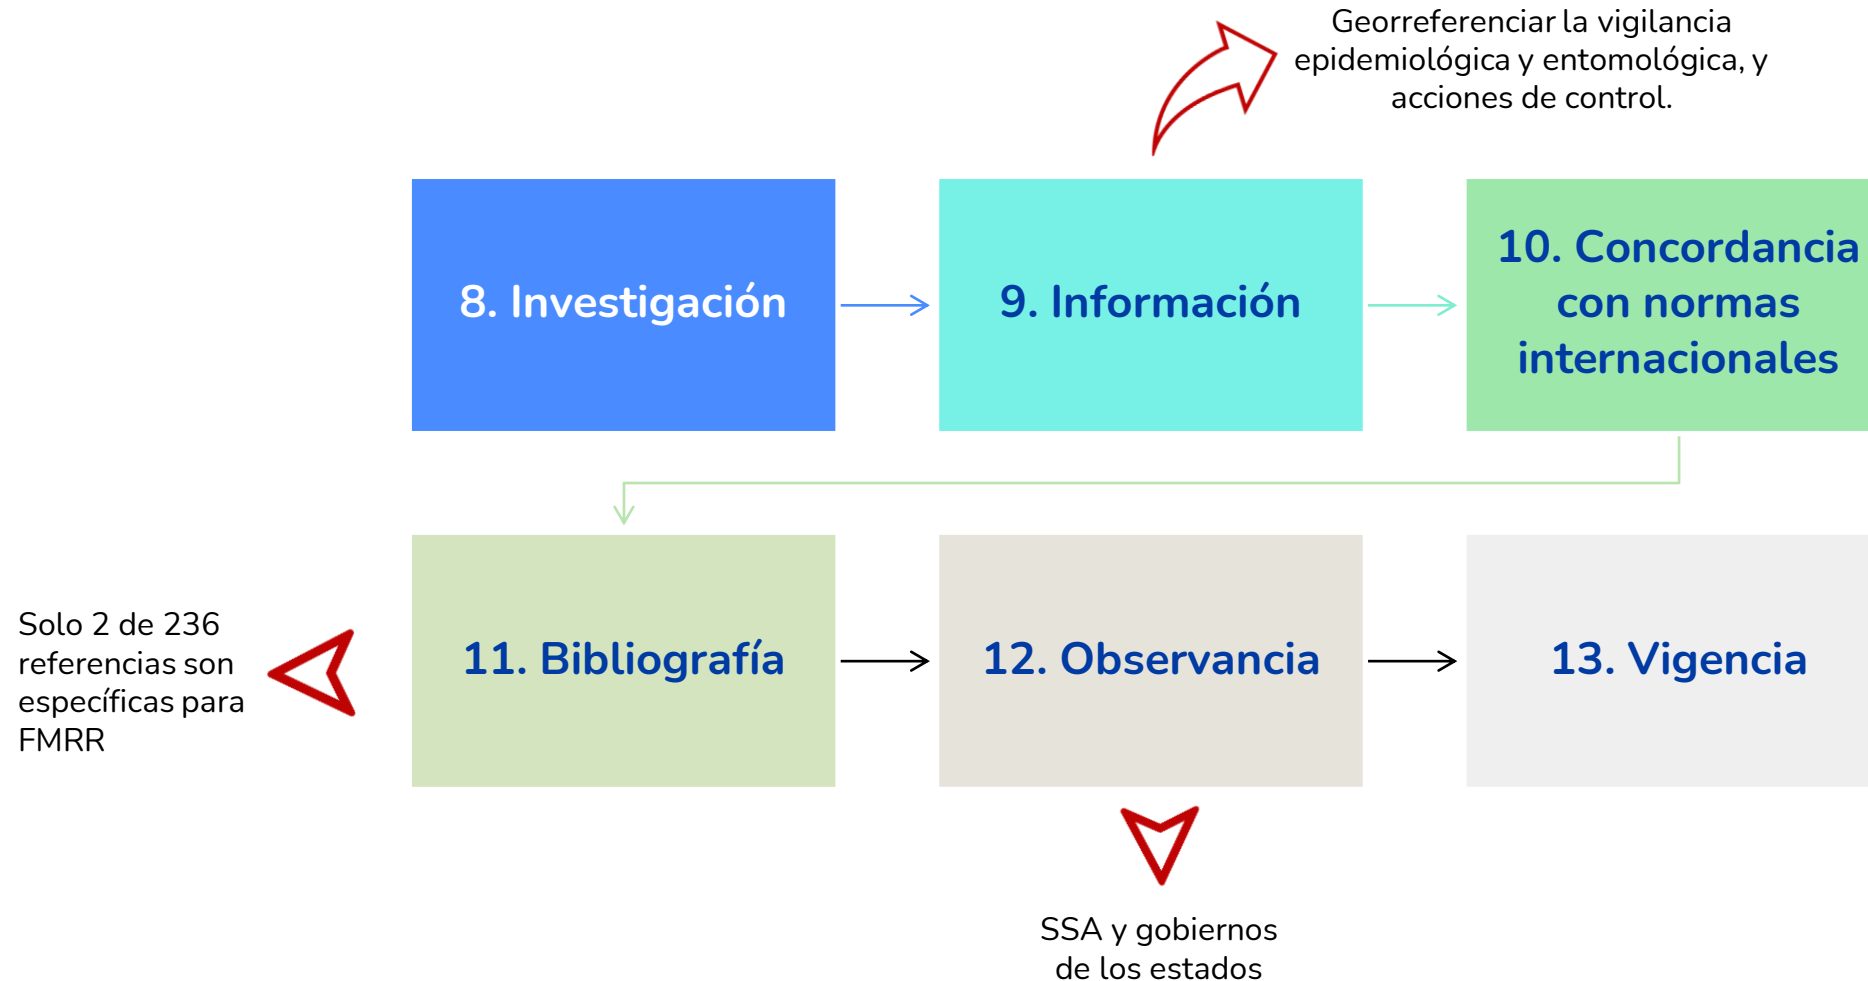 Georreferenciar la vigilancia
epidemiológica y entomológica, y
acciones de control.
8. Investigación
9. Información
10. Concordancia
con normas
internacionales
Solo 2 de 236
referencias son
específicas para
FMRR
11. Bibliografía
12. Observancia
13. Vigencia
SSA y gobiernos
de los estados